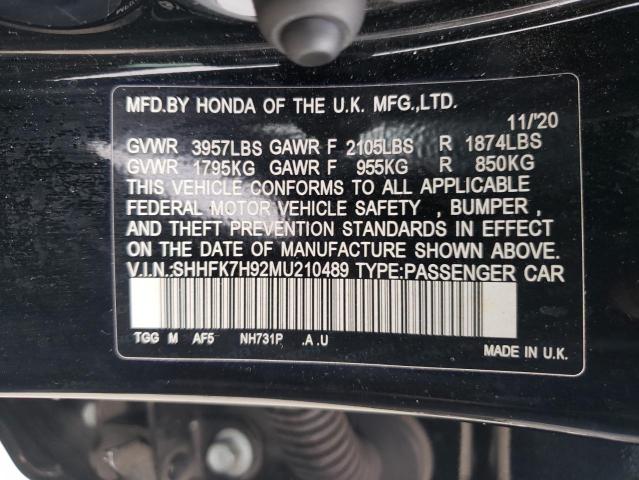 MFD.BY HONDA OF THE U.K. MFG.,LTD.
11/'20
GVWR 3957LBS GAWR F 2105LBS R 1874LBS
GVWR 1795KG GAWR F 955KG R 850KG
THIS VEHICLE CONFORMS TO ALL APPLICABLE
FEDERAL MOTOR VEHICLE SAFETY , BUMPER ,
AND THEFT PREVENTION STANDARDS IN EFFECT
ON THE DATE OF MANUFACTURE SHOWN ABOVE.
V.I.N.:SHHFK7H92MU210489 TYPE:PASSENGER CAR
TGG M AF5 NH731P .A .U
MADE IN U.K.